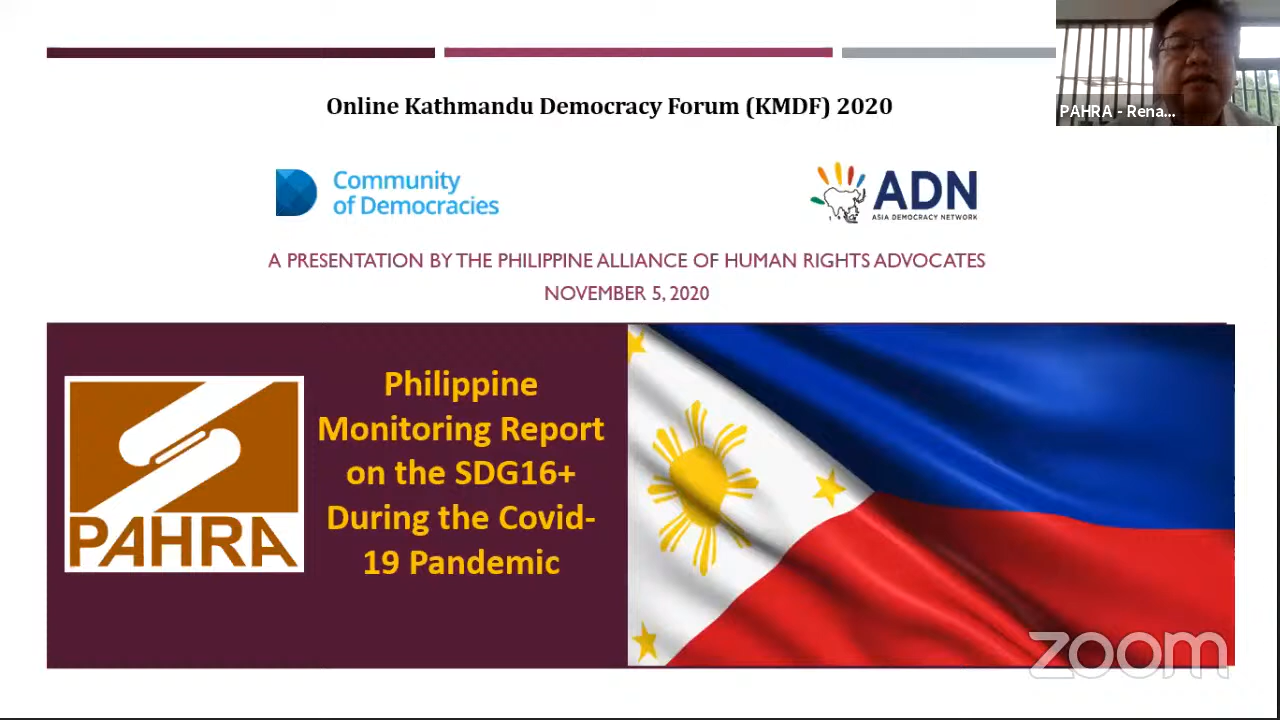 Online Kathmandu Democracy Forum (KMDF) 2020
PAHRA - Rena...
Community
of Democracies
ADN
ASIA DEMOCRACY NETWORK
A PRESENTATION BY THE PHILIPPINE ALLIANCE OF HUMAN RIGHTS ADVOCATES
NOVEMBER 5, 2020
PAHRA
Philippine
Monitoring Report
on the SDG16+
During the Covid-
19 Pandemic
zoom